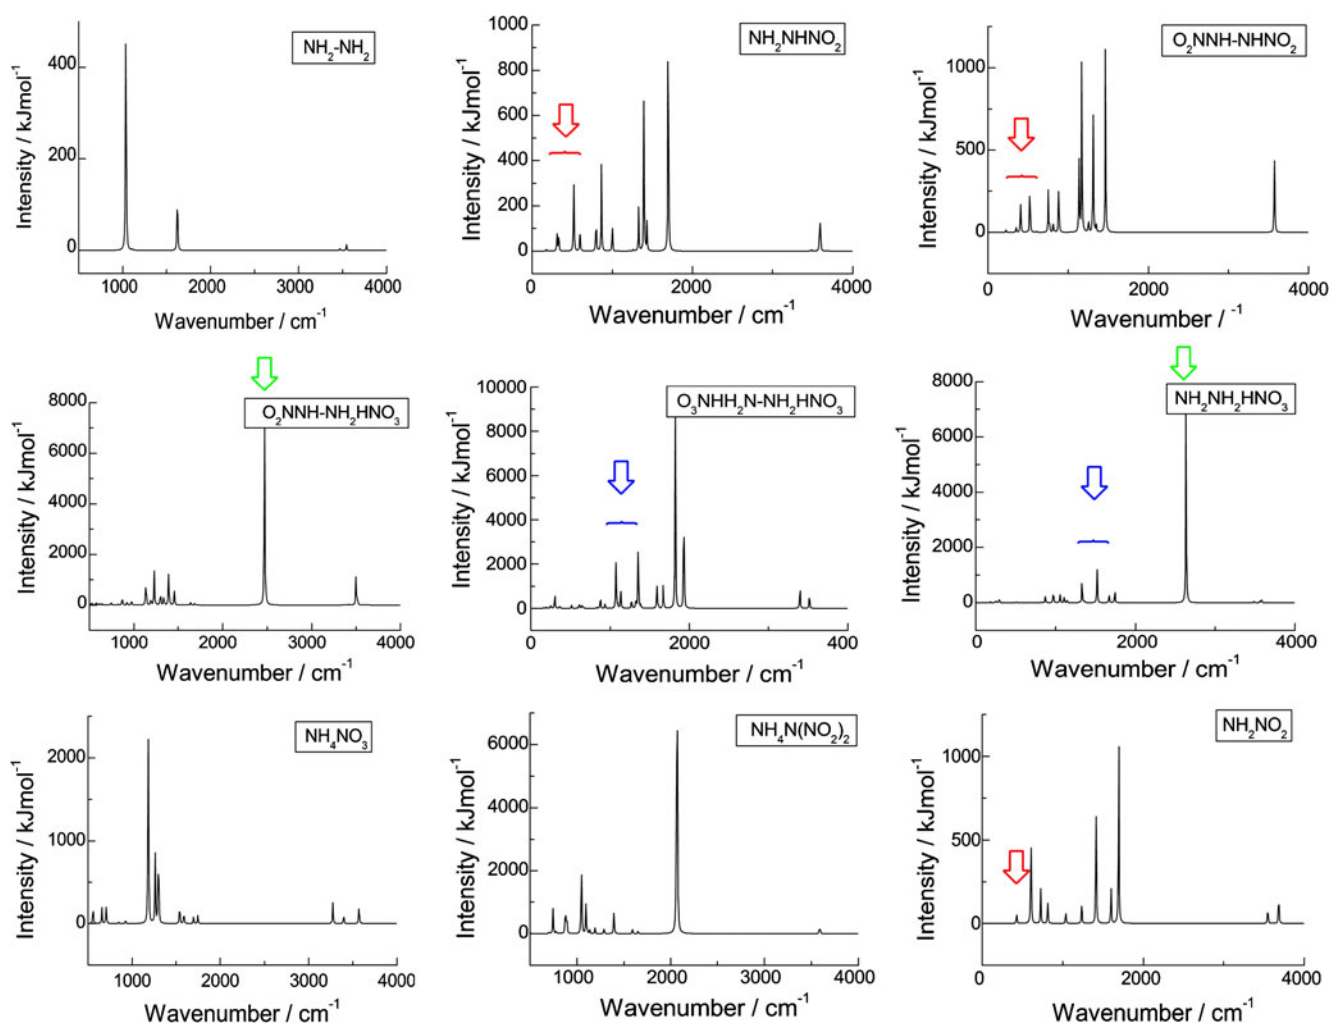 NH₂-NH₂
Intensity / kJmol⁻¹
400
200
0
1000 2000 3000 4000
Wavenumber / cm⁻¹
NH₂NHNO₂
Intensity / kJmol⁻¹
1000
800
600
400
200
0
0 2000 4000
Wavenumber / cm⁻¹
O₂NNH-NHNO₂
Intensity / kJmol⁻¹
1000
500
0
0 2000 4000
Wavenumber / ⁻¹
O₂NNH-NH₂HNO₃
Intensity / kJmol⁻¹
8000
6000
4000
2000
0
1000 2000 3000 4000
Wavenumber / cm⁻¹
O₃NHH₂N-NH₂HNO₃
Intensity / kJmol⁻¹
10000
8000
6000
4000
2000
0
0 2000 4000
Wavenumber / cm⁻¹
NH₂NH₂HNO₃
Intensity / kJmol⁻¹
8000
6000
4000
2000
0
2000 4000
Wavenumber / cm⁻¹
NH₄NO₃
Intensity / kJmol⁻¹
2000
1000
0
1000 2000 3000 4000
Wavenumber / cm⁻¹
NH₄N(NO₂)₂
Intensity / kJmol⁻¹
6000
4000
2000
0
1000 2000 3000 4000
Wavenumber / cm⁻¹
NH₂NO₂
Intensity / kJmol⁻¹
1000
500
0
0 2000 4000
Wavenumber / cm⁻¹